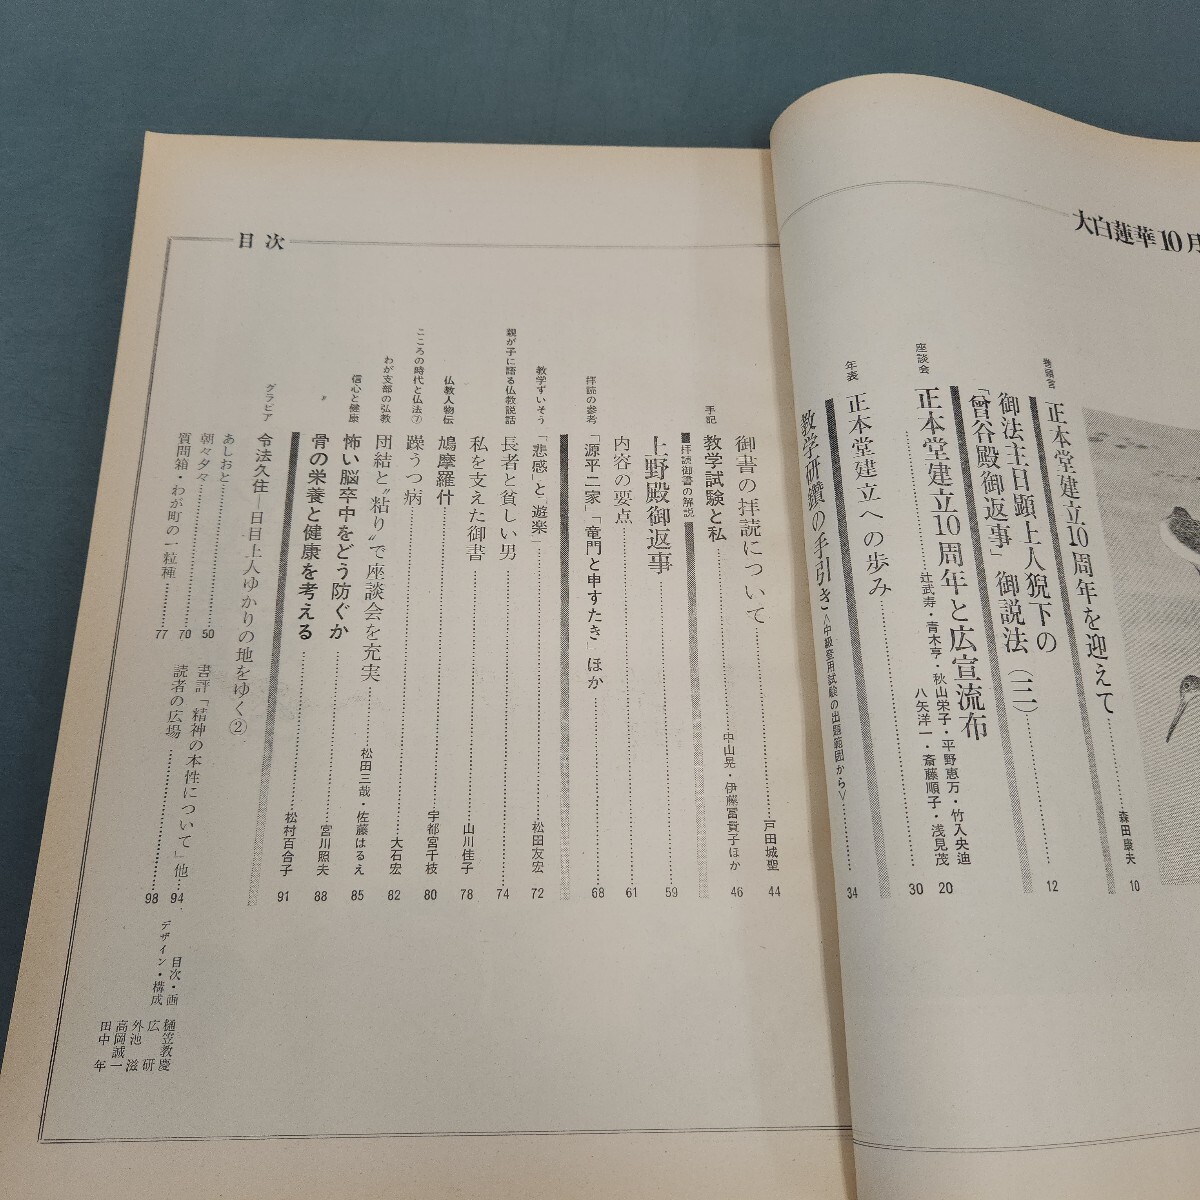 大白蓮華10月
巻頭言
正本堂建立10周年を迎えて
森田康夫
10
御法主日顕上人猊下の
「曾谷殿御返事」御説法(三)
12
座談会
正本堂建立10周年と広宣流布
辻武寿・青木亨・秋山栄子・平野恵万・竹入央迪
八矢洋一・斎藤順子・浅見茂
20
年表
正本堂建立への歩み
30
教学研鑽の手引き〈中級登用試験の出題範囲から〉
34
目次
御書の拝読について
戸田城聖
44
手記
教学試験と私
中山晃・伊藤冨貴子ほか
46
■拝読御書の解説
上野殿御返事
59
内容の要点
61
拝読の参考
「源平二家」「竜門と申すたき」ほか
68
教学ずいそう
「悲感」と「遊楽」
松田友宏
72
親が子に語る仏教説話
長者と貧しい男
74
私を支えた御書
山川佳子
78
仏教人物伝
鳩摩羅什
宇都宮千枝
80
こころの時代と仏法⑦
躁うつ病
大石宏
82
わが支部の弘教
団結と〝粘り〟で座談会を充実
松田三哉・佐藤はるえ
85
信心と健康
怖い脳卒中をどう防ぐか
宮川照夫
88
〃
骨の栄養と健康を考える
松村百合子
91
グラビア
令法久住―日目上人ゆかりの地をゆく②
あしおと
50
朝々夕々
70
質問箱・わが町の一粒種
77
書評「精神の本性について」他
94
読者の広場
98
目次・画
デザイン・構成
樋笠教慶
広研
外池滋
高岡誠一
田中年